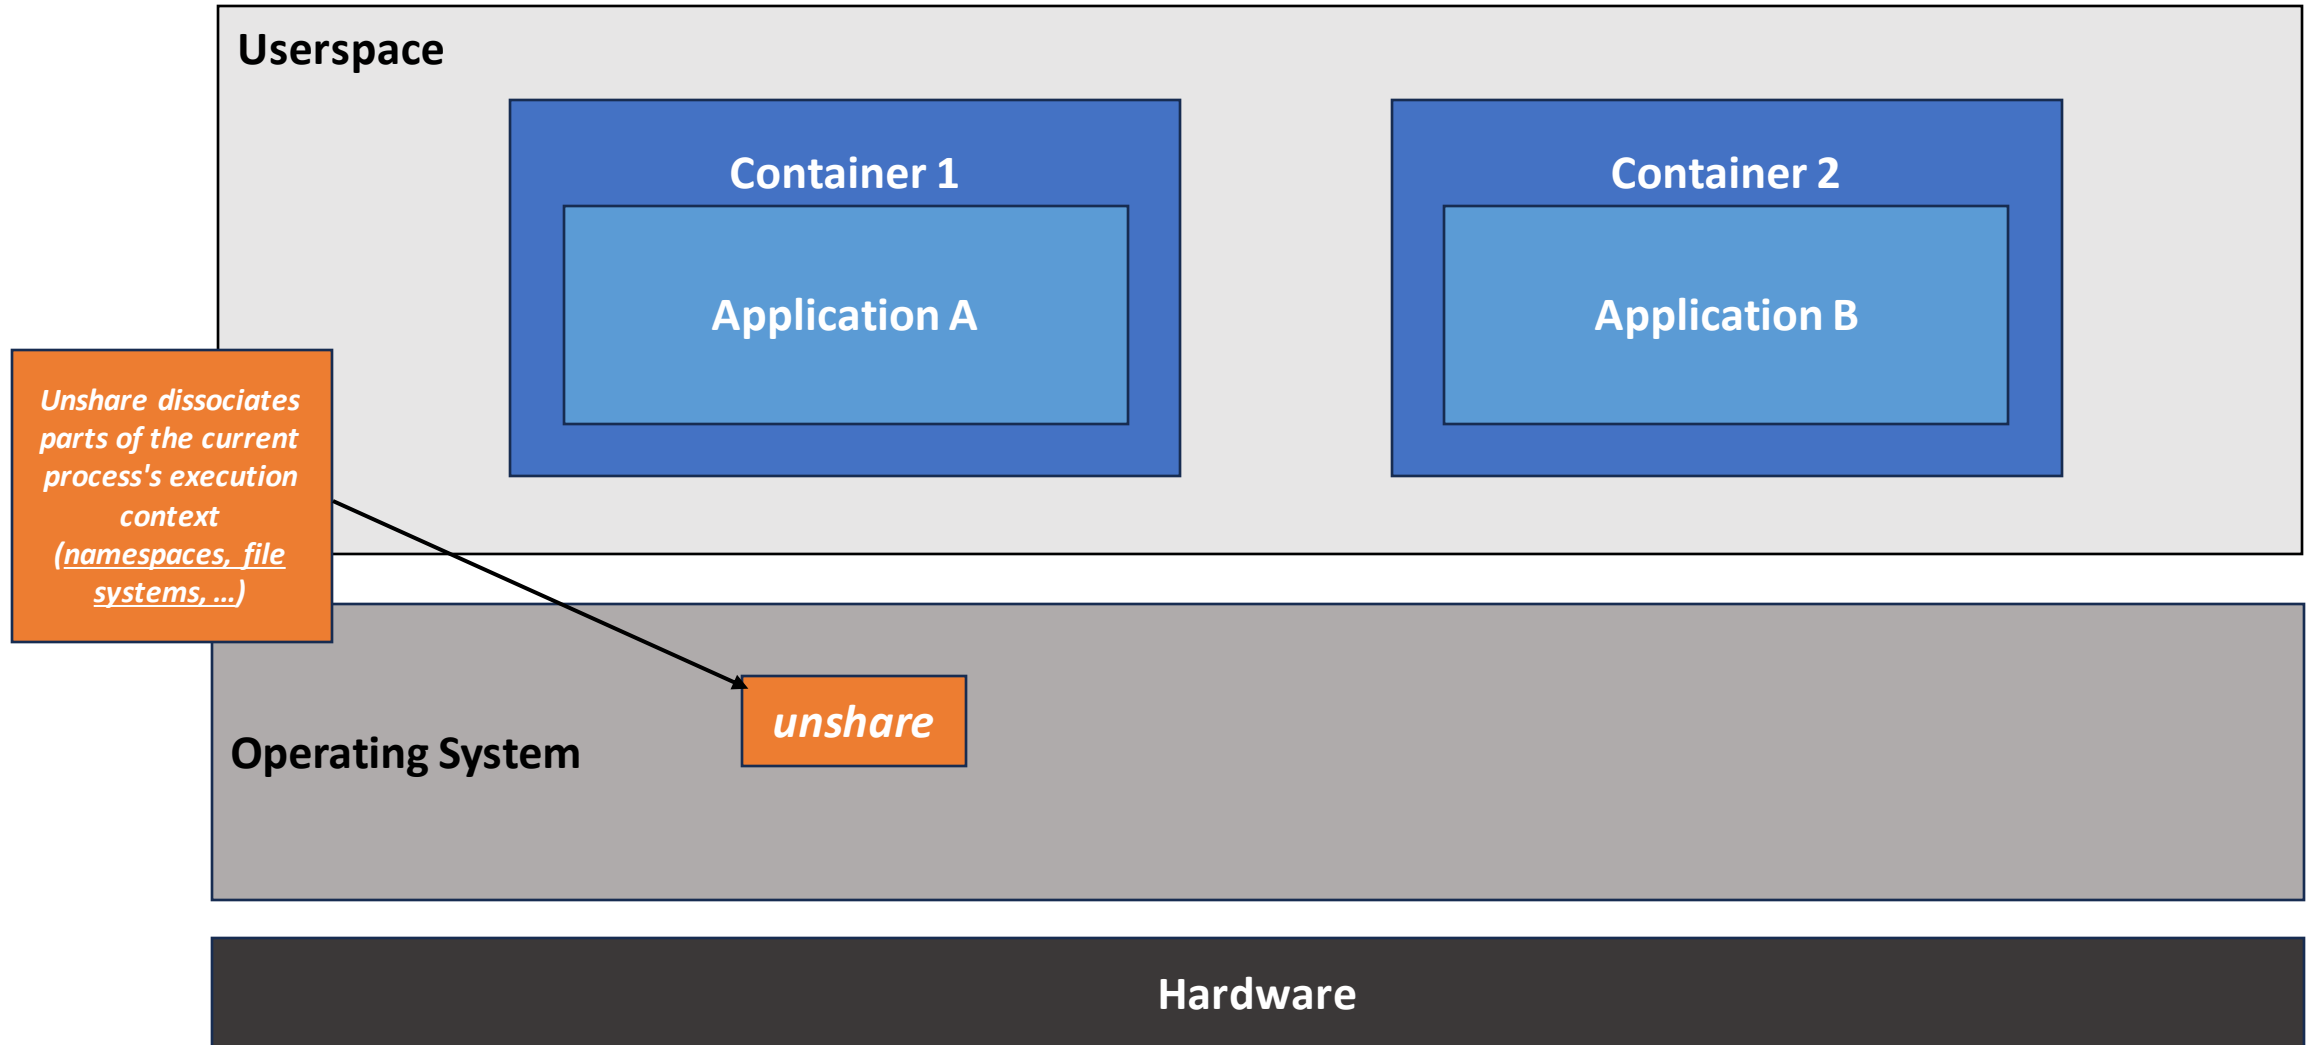 Userspace
Container 1
Application A
Container 2
Application B
Unshare dissociates
parts of the current
process's execution
context
(namespaces, file
systems, ...)
unshare
Operating System
Hardware